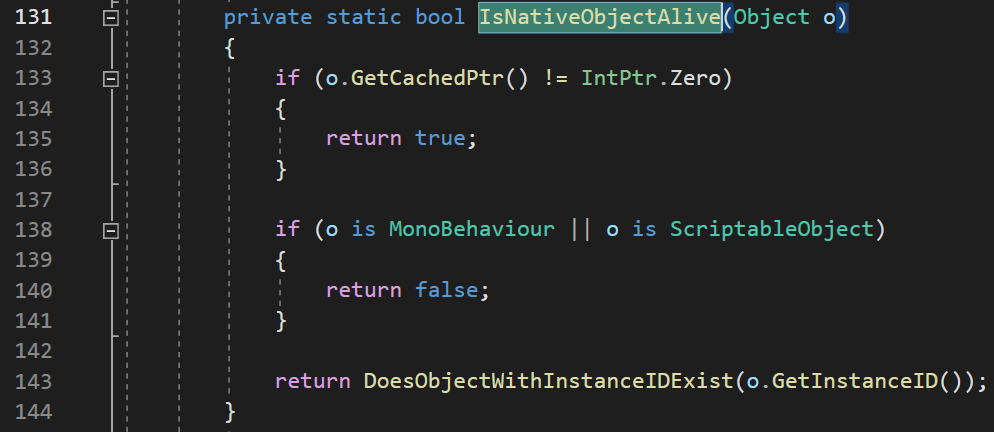 131 private static bool IsNativeObjectAlive(Object o)
132 {
133 if (o.GetCachedPtr() != IntPtr.Zero)
134 {
135 return true;
136 }
137
138 if (o is MonoBehaviour || o is ScriptableObject)
139 {
140 return false;
141 }
142
143 return DoesObjectWithInstanceIDExist(o.GetInstanceID());
144 }